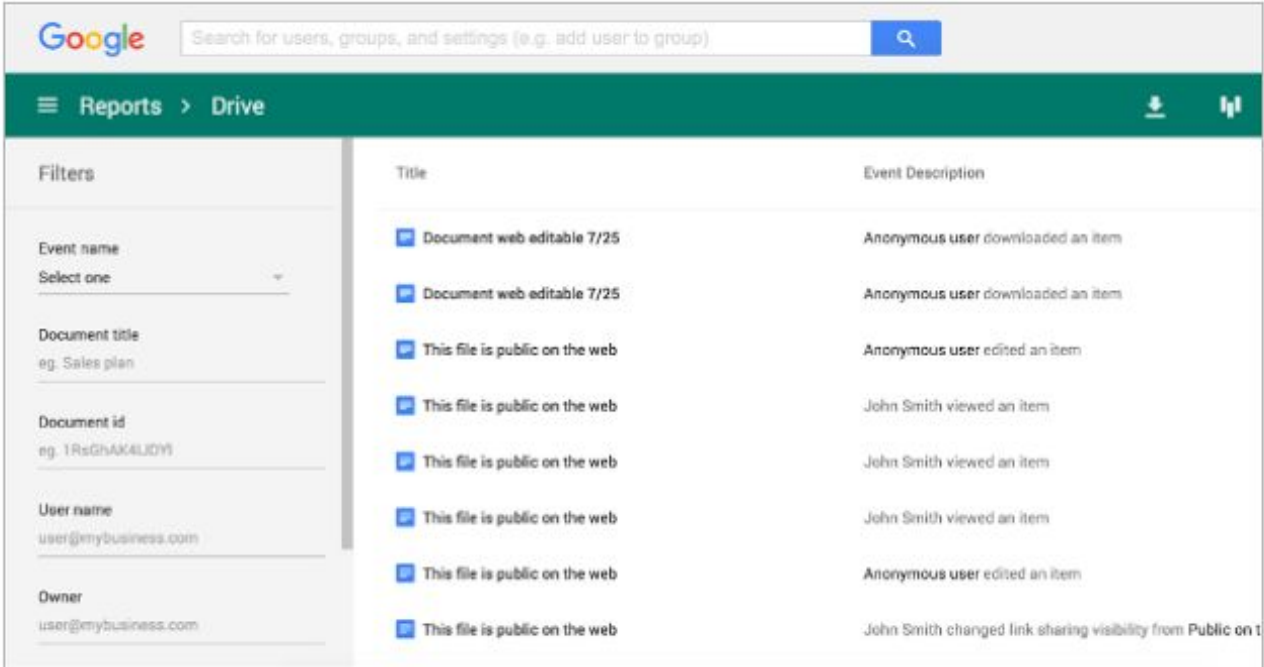 Google
Search for users, groups, and settings (e.g. add user to group)
Reports > Drive
Filters
Event name
Select one
Document title
eg. Sales plan
Document id
eg. 1RsGhAK4IJDYI
User name
user@mybusiness.com
Owner
user@mybusiness.com
Title Event Description
Document web editable 7/25 Anonymous user downloaded an item
Document web editable 7/25 Anonymous user downloaded an item
This file is public on the web Anonymous user edited an item
This file is public on the web John Smith viewed an item
This file is public on the web John Smith viewed an item
This file is public on the web John Smith viewed an item
This file is public on the web Anonymous user edited an item
This file is public on the web John Smith changed link sharing visibility from Public on t